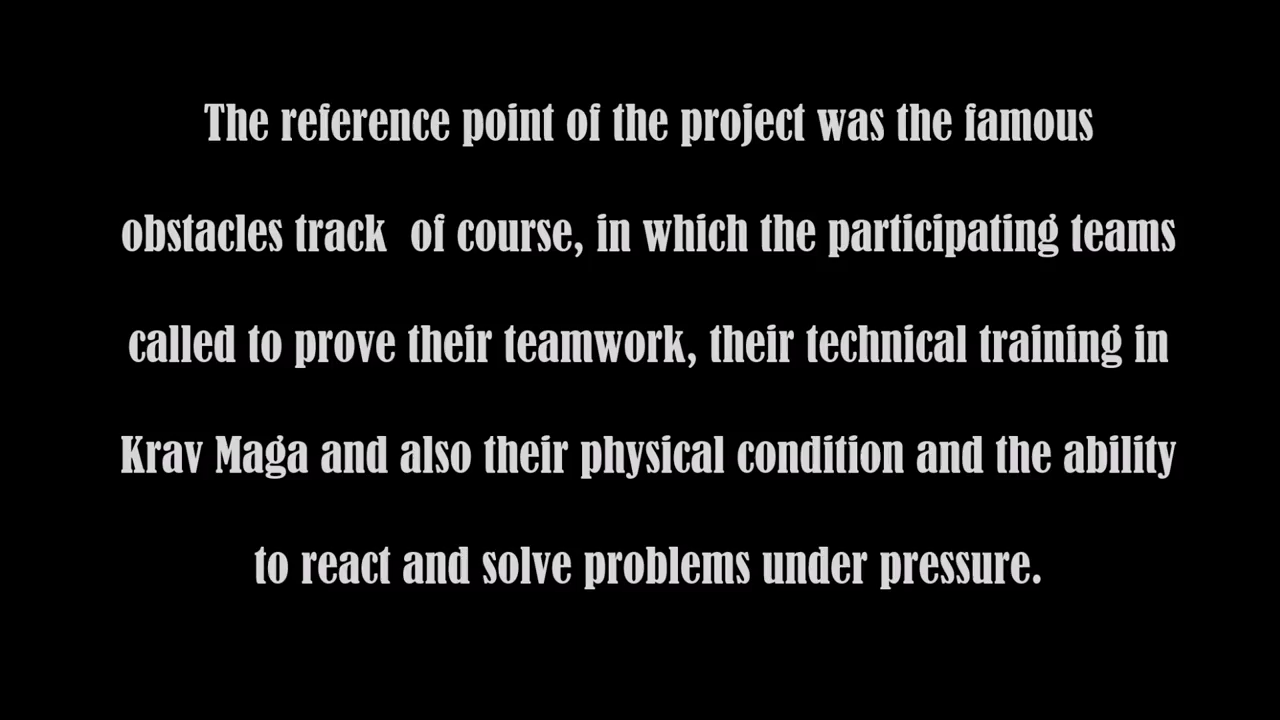 The reference point of the project was the famous
obstacles track  of course, in which the participating teams
called to prove their teamwork, their technical training in
Krav Maga and also their physical condition and the ability
to react and solve problems under pressure.